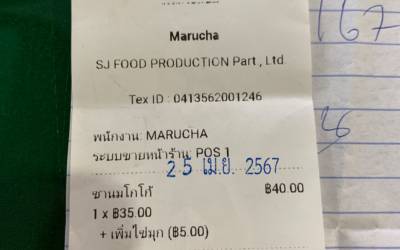 Marucha
SJ FOOD PRODUCTION Part., Ltd.
Tex ID : 0413562001246
พนักงาน: MARUCHA
ระบบขายหน้าร้าน: POS 1
25 เม.ย. 2567
ชานมโกโก้ ฿40.00
1 x ฿35.00
+ เพิ่มไข่มุก (฿5.00)
167